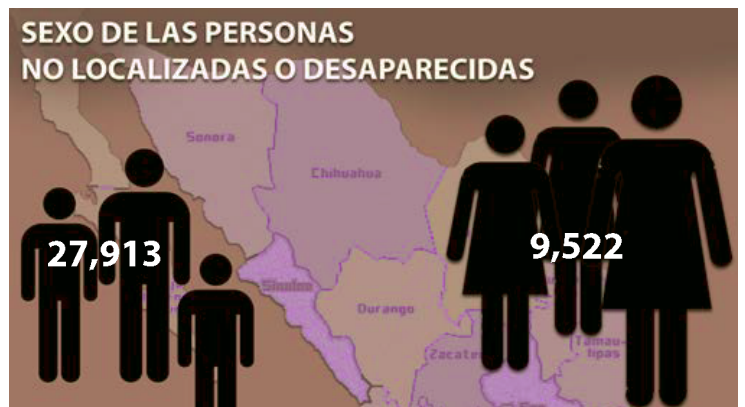 SEXO DE LAS PERSONAS
NO LOCALIZADAS O DESAPARECIDAS
Sonora
Chihuahua
27,913
9,522
Sinaloa
Durango
Tamau-
lipas